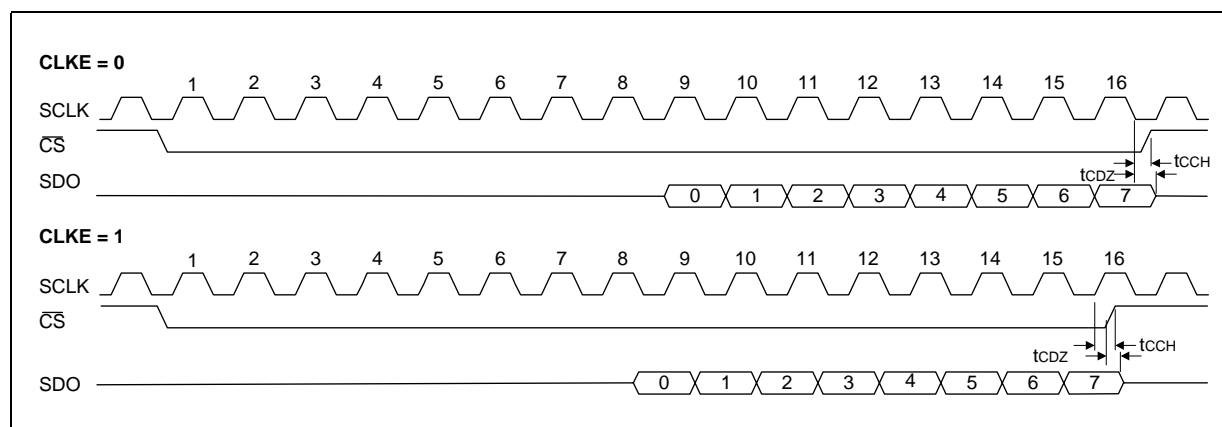 CLKE = 0
1 2 3 4 5 6 7 8 9 10 11 12 13 14 15 16
SCLK
CS
tCCH
tCDZ
SDO
0 1 2 3 4 5 6 7
CLKE = 1
1 2 3 4 5 6 7 8 9 10 11 12 13 14 15 16
SCLK
CS
tCDZ tCCH
SDO
0 1 2 3 4 5 6 7